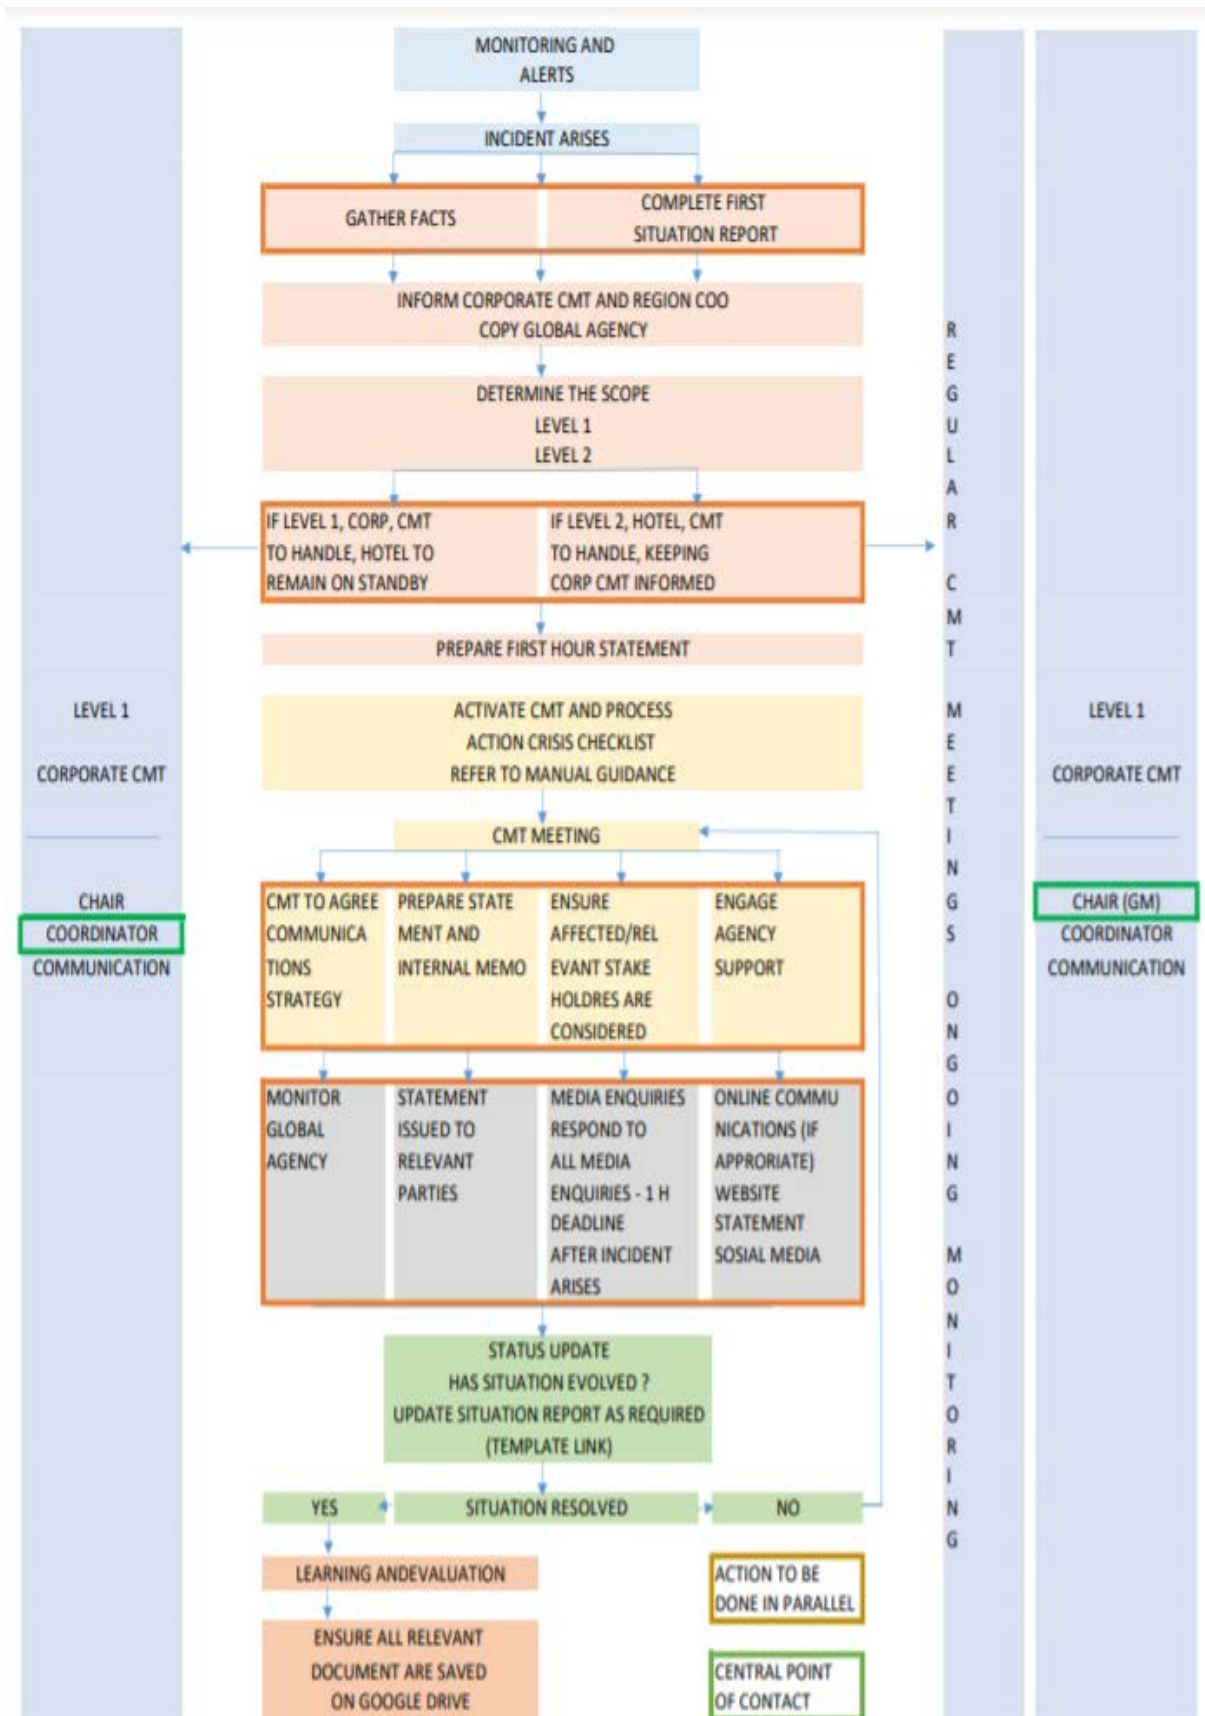 MONITORING AND
ALERTS
INCIDENT ARISES
GATHER FACTS
COMPLETE FIRST
SITUATION REPORT
INFORM CORPORATE CMT AND REGION COO
COPY GLOBAL AGENCY
DETERMINE THE SCOPE
LEVEL 1
LEVEL 2
IF LEVEL 1, CORP, CMT
TO HANDLE, HOTEL TO
REMAIN ON STANDBY
IF LEVEL 2, HOTEL, CMT
TO HANDLE, KEEPING
CORP CMT INFORMED
PREPARE FIRST HOUR STATEMENT
ACTIVATE CMT AND PROCESS
ACTION CRISIS CHECKLIST
REFER TO MANUAL GUIDANCE
CMT MEETING
CMT TO AGREE
COMMUNICA
TIONS
STRATEGY
PREPARE STATE
MENT AND
INTERNAL MEMO
ENSURE
AFFECTED/REL
EVANT STAKE
HOLDRES ARE
CONSIDERED
ENGAGE
AGENCY
SUPPORT
MONITOR
GLOBAL
AGENCY
STATEMENT
ISSUED TO
RELEVANT
PARTIES
MEDIA ENQUIRIES
RESPOND TO
ALL MEDIA
ENQUIRIES - 1 H
DEADLINE
AFTER INCIDENT
ARISES
ONLINE COMMU
NICATIONS (IF
APPRORIATE)
WEBSITE
STATEMENT
SOSIAL MEDIA
STATUS UPDATE
HAS SITUATION EVOLVED ?
UPDATE SITUATION REPORT AS REQUIRED
(TEMPLATE LINK)
YES
SITUATION RESOLVED
NO
LEARNING ANDEVALUATION
ENSURE ALL RELEVANT
DOCUMENT ARE SAVED
ON GOOGLE DRIVE
ACTION TO BE
DONE IN PARALLEL
CENTRAL POINT
OF CONTACT
LEVEL 1
CORPORATE CMT
CHAIR
COORDINATOR
COMMUNICATION
REGULAR CMT MEETINGS ONGOING MONITORING
LEVEL 1
CORPORATE CMT
CHAIR (GM)
COORDINATOR
COMMUNICATION